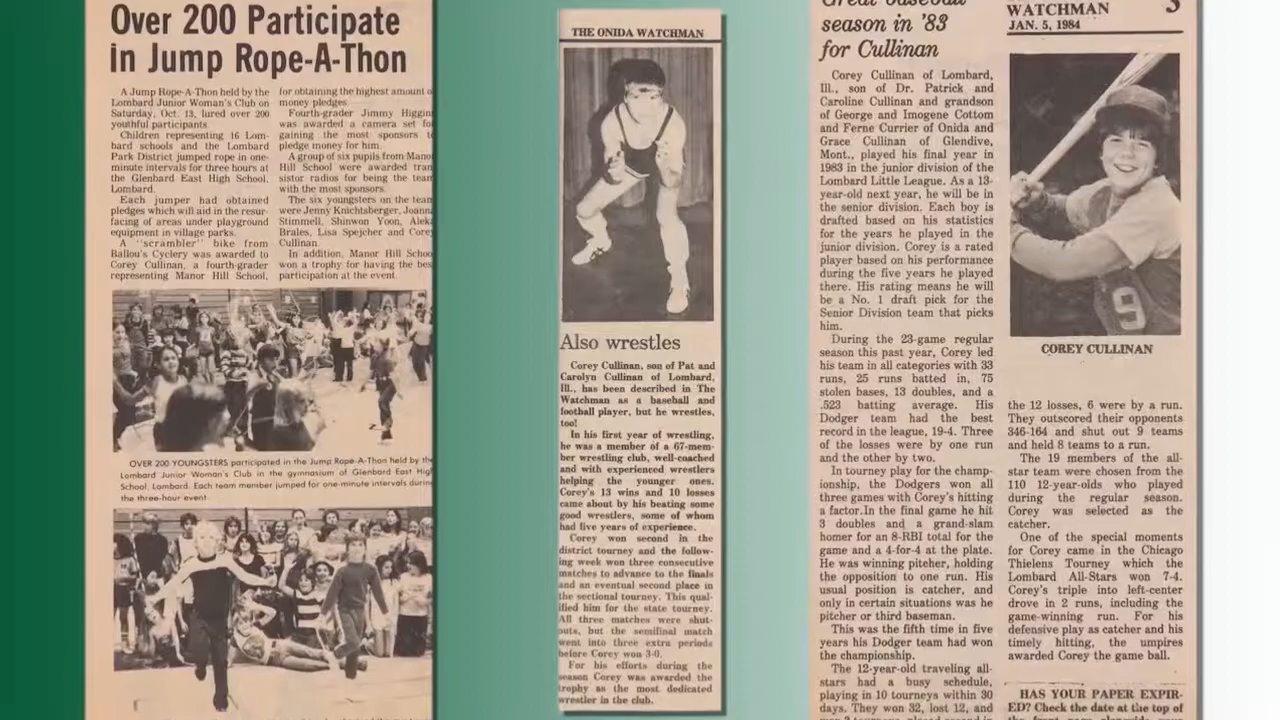 Over 200 Participate
in Jump Rope-A-Thon
A Jump Rope-A-Thon held by the
Lombard Junior Woman's Club on
Saturday, Oct. 13, lured over 200
youthful participants.
Children representing 16 Lom-
bard schools and the Lombard
Park District jumped rope in one-
minute intervals for three hours at
the Glenbard East High School,
Lombard.
Each jumper had obtained
pledges which will aid in the resur-
facing of areas under playground
equipment in village parks.
A "scrambler" bike from
Ballou's Cyclery was awarded to
Corey Cullinan, a fourth-grader
representing Manor Hill School,
for obtaining the highest amount o
money pledges.
Fourth-grader Jimmy Higgin
was awarded a camera set fo
gaining the most sponsors t
pledge money for him.
A group of six pupils from Mano
Hill School were awarded tran
sistor radios for being the team
with the most sponsors.
The six youngsters on the team
were Jenny Knichtsberger, Joann
Stimmell, Shinwon Yoon, Alek
Brales, Lisa Spejcher and Corey
Cullinan.
In addition, Manor Hill Schoo
won a trophy for having the bes
participation at the event.
OVER 200 YOUNGSTERS participated in the Jump Rope-A-Thon held by the
Lombard Junior Woman's Club in the gymnasium of Glenbard East High
School, Lombard. Each team member jumped for one-minute intervals during
the three-hour event.
THE ONIDA WATCHMAN
Also wrestles
Corey Cullinan, son of Pat and
Carolyn Cullinan of Lombard,
Ill., has been described in The
Watchman as a baseball and
football player, but he wrestles,
too!
In his first year of wrestling,
he was a member of a 67-mem-
ber wrestling club, well-coached
and with experienced wrestlers
helping the younger ones.
Corey's 13 wins and 10 losses
came about by his beating some
good wrestlers, some of whom
had five years of experience.
Corey won second in the
district tourney and the follow-
ing week won three consecutive
matches to advance to the finals
and an eventual second place in
the sectional tourney. This qual-
ified him for the state tourney.
All three matches were shut-
outs, but the semifinal match
went into three extra periods
before Corey won 3-0.
For his efforts during the
season Corey was awarded the
trophy as the most dedicated
wrestler in the club.
Great baseball
season in '83
for Cullinan
Corey Cullinan of Lombard,
Ill., son of Dr. Patrick and
Caroline Cullinan and grandson
of George and Imogene Cottom
and Ferne Currier of Onida and
Grace Cullinan of Glendive,
Mont., played his final year in
1983 in the junior division of the
Lombard Little League. As a 13-
year-old next year, he will be in
the senior division. Each boy is
drafted based on his statistics
for the years he played in the
junior division. Corey is a rated
player based on his performance
during the five years he played
there. His rating means he will
be a No. 1 draft pick for the
Senior Division team that picks
him.
During the 23-game regular
season this past year, Corey led
his team in all categories with 33
runs, 25 runs batted in, 75
stolen bases, 13 doubles, and a
.523 batting average. His
Dodger team had the best
record in the league, 19-4. Three
of the losses were by one run
and the other by two.
In tourney play for the champ-
ionship, the Dodgers won all
three games with Corey's hitting
a factor.In the final game he hit
3 doubles and a grand-slam
homer for an 8-RBI total for the
game and a 4-for-4 at the plate.
He was winning pitcher, holding
the opposition to one run. His
usual position is catcher, and
only in certain situations was he
pitcher or third baseman.
This was the fifth time in five
years his Dodger team had won
the championship.
The 12-year-old traveling all-
stars had a busy schedule,
playing in 10 tourneys within 30
days. They won 32, lost 12, and
WATCHMAN
JAN. 5, 1984
3
9
COREY CULLINAN
the 12 losses, 6 were by a run.
They outscored their opponents
346-164 and shut out 9 teams
and held 8 teams to a run.
The 19 members of the all-
star team were chosen from the
110 12-year-olds who played
during the regular season.
Corey was selected as the
catcher.
One of the special moments
for Corey came in the Chicago
Thielens Tourney which the
Lombard All-Stars won 7-4.
Corey's triple into left-center
drove in 2 runs, including the
game-winning run. For his
defensive play as catcher and his
timely hitting, the umpires
awarded Corey the game ball.
HAS YOUR PAPER EXPIR-
ED? Check the date at the top of